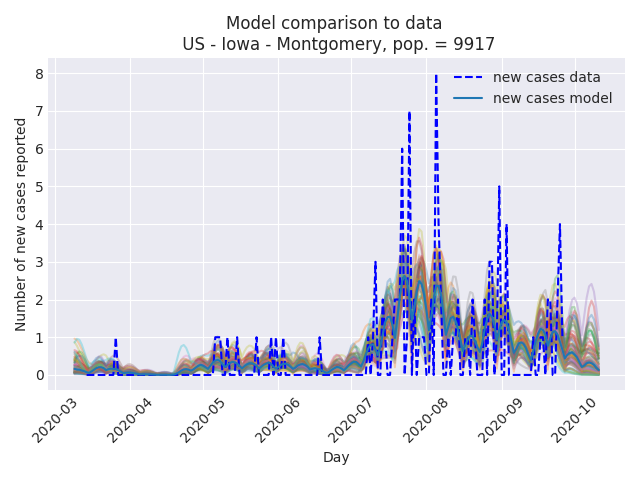 Model comparison to data
US - Iowa - Montgomery, pop. = 9917
new cases data
new cases model
Number of new cases reported
8
7
6
5
4
3
2
1
0
2020-03
2020-04
2020-05
2020-06
2020-07
2020-08
2020-09
2020-10
Day